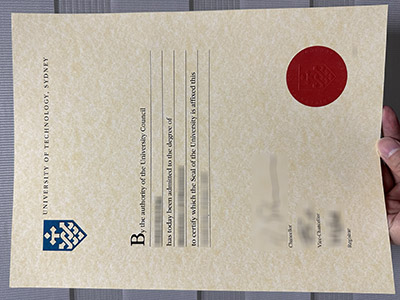 UNIVERSITY OF TECHNOLOGY, SYDNEY
By the authority of the University Council
has today been admitted to the degree of
to certify which the Seal of the University is affixed this
Chancellor
Vice-Chancellor
Registrar